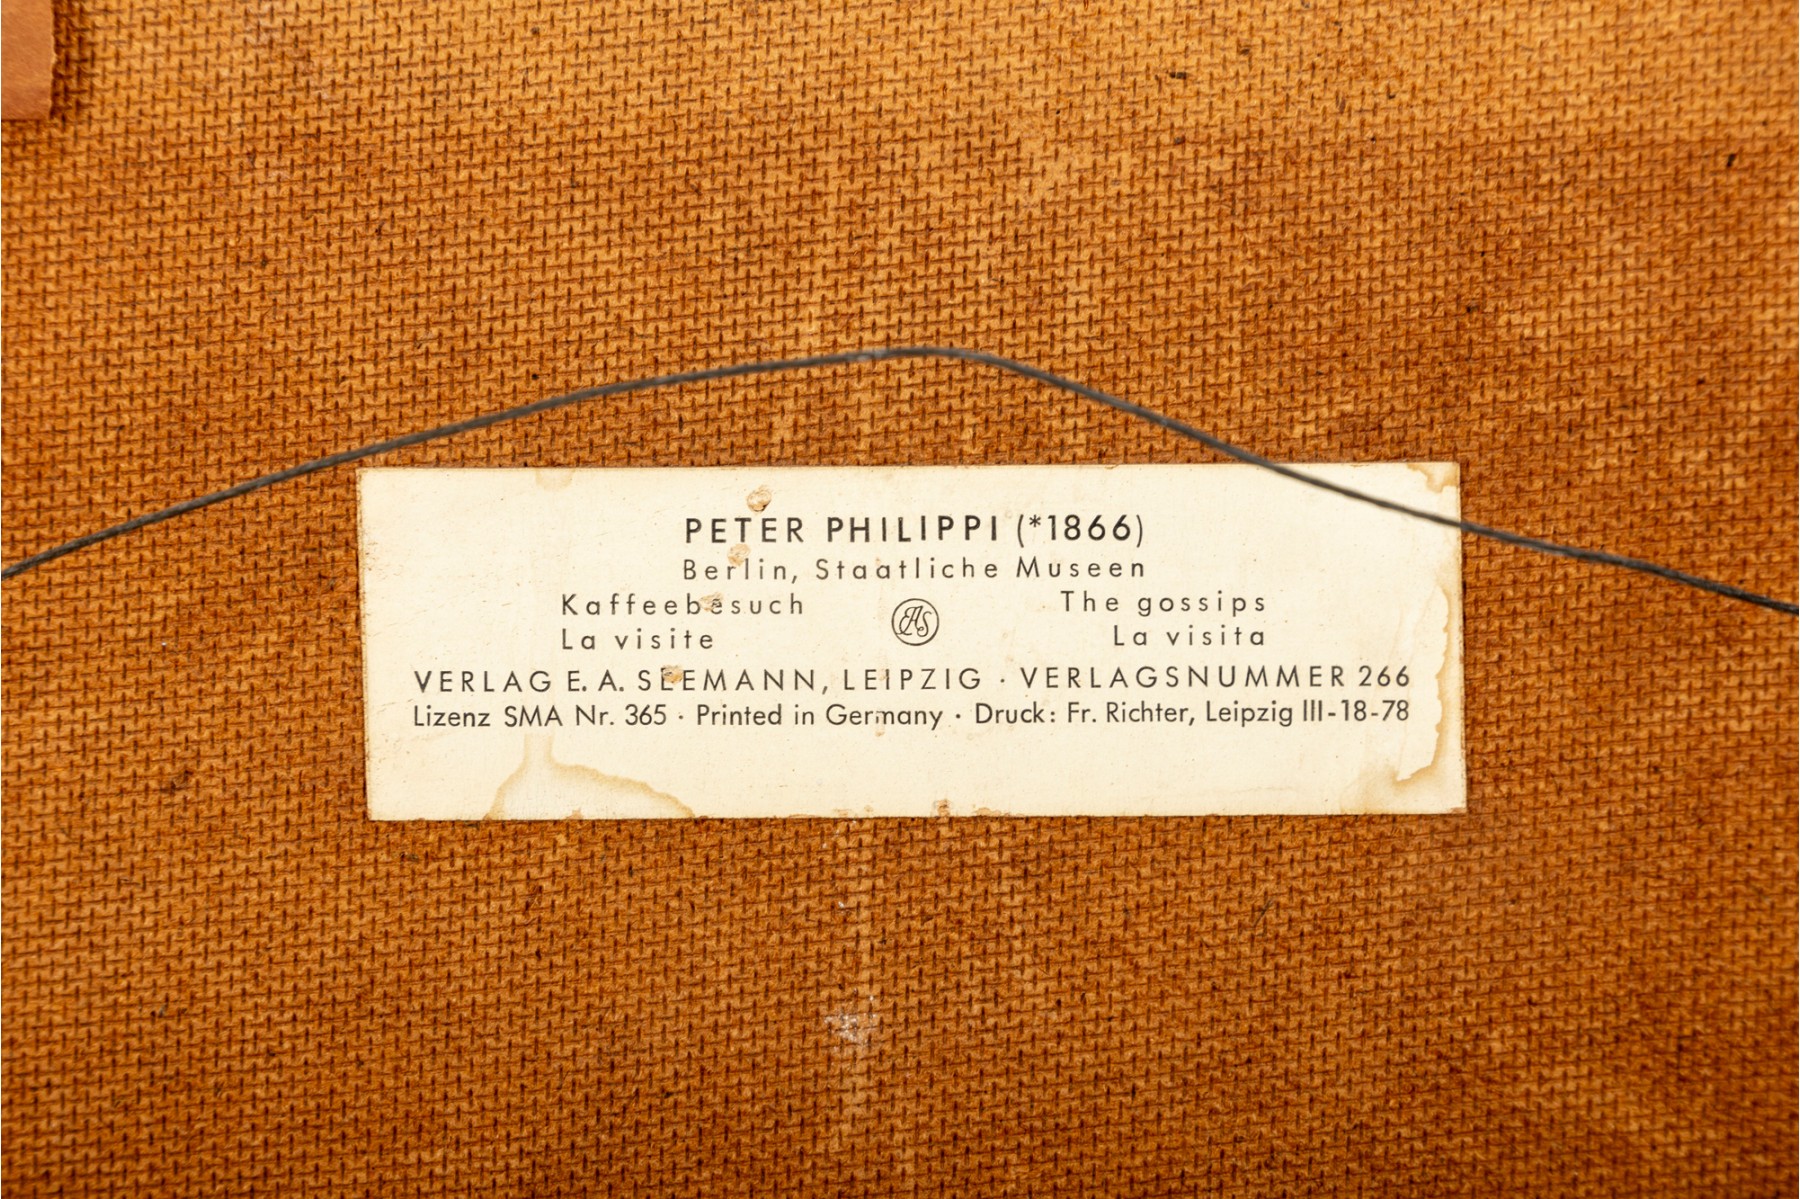 PETER PHILIPPI (*1866)
Berlin, Staatliche Museen
Kaffeebesuch
La visite
EAS
The gossips
La visita
VERLAG E. A. SEEMANN, LEIPZIG · VERLAGSNUMMER 266
Lizenz SMA Nr. 365 · Printed in Germany · Druck: Fr. Richter, Leipzig III-18-78